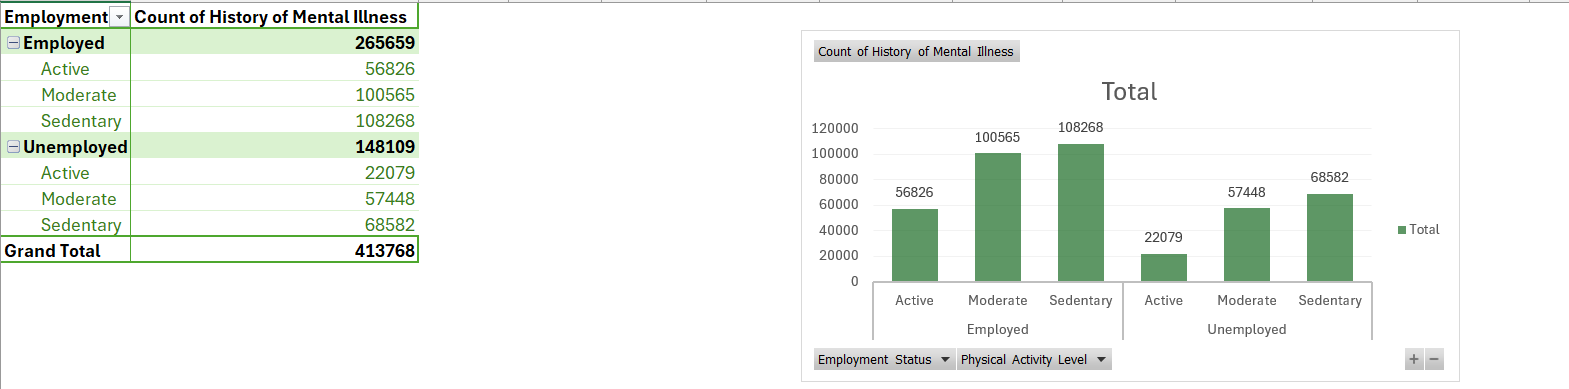 Employment Count of History of Mental Illness
Employed 265659
Active 56826
Moderate 100565
Sedentary 108268
Unemployed 148109
Active 22079
Moderate 57448
Sedentary 68582
Grand Total 413768
Count of History of Mental Illness
Total
120000
100000
80000
60000
40000
20000
0
56826
100565
108268
22079
57448
68582
Active Moderate Sedentary Active Moderate Sedentary
Employed Unemployed
Total
Employment Status Physical Activity Level + −